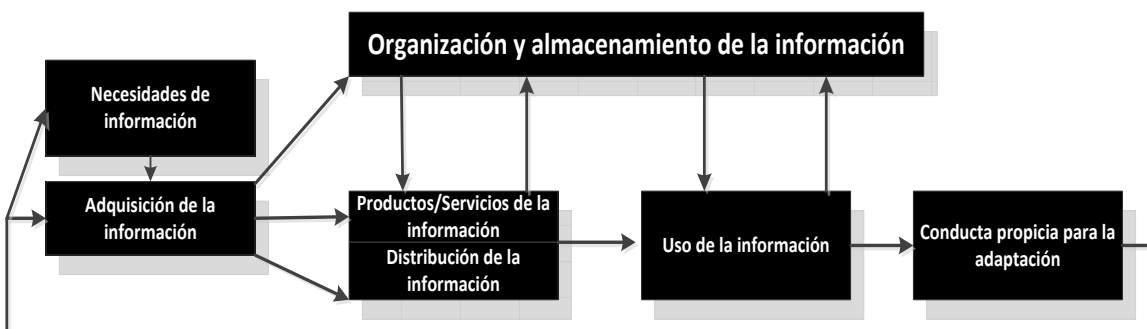 Organización y almacenamiento de la información
Necesidades de
información
Adquisición de la
información
Productos/Servicios de la
información
Distribución de la
información
Uso de la información
Conducta propicia para la
adaptación